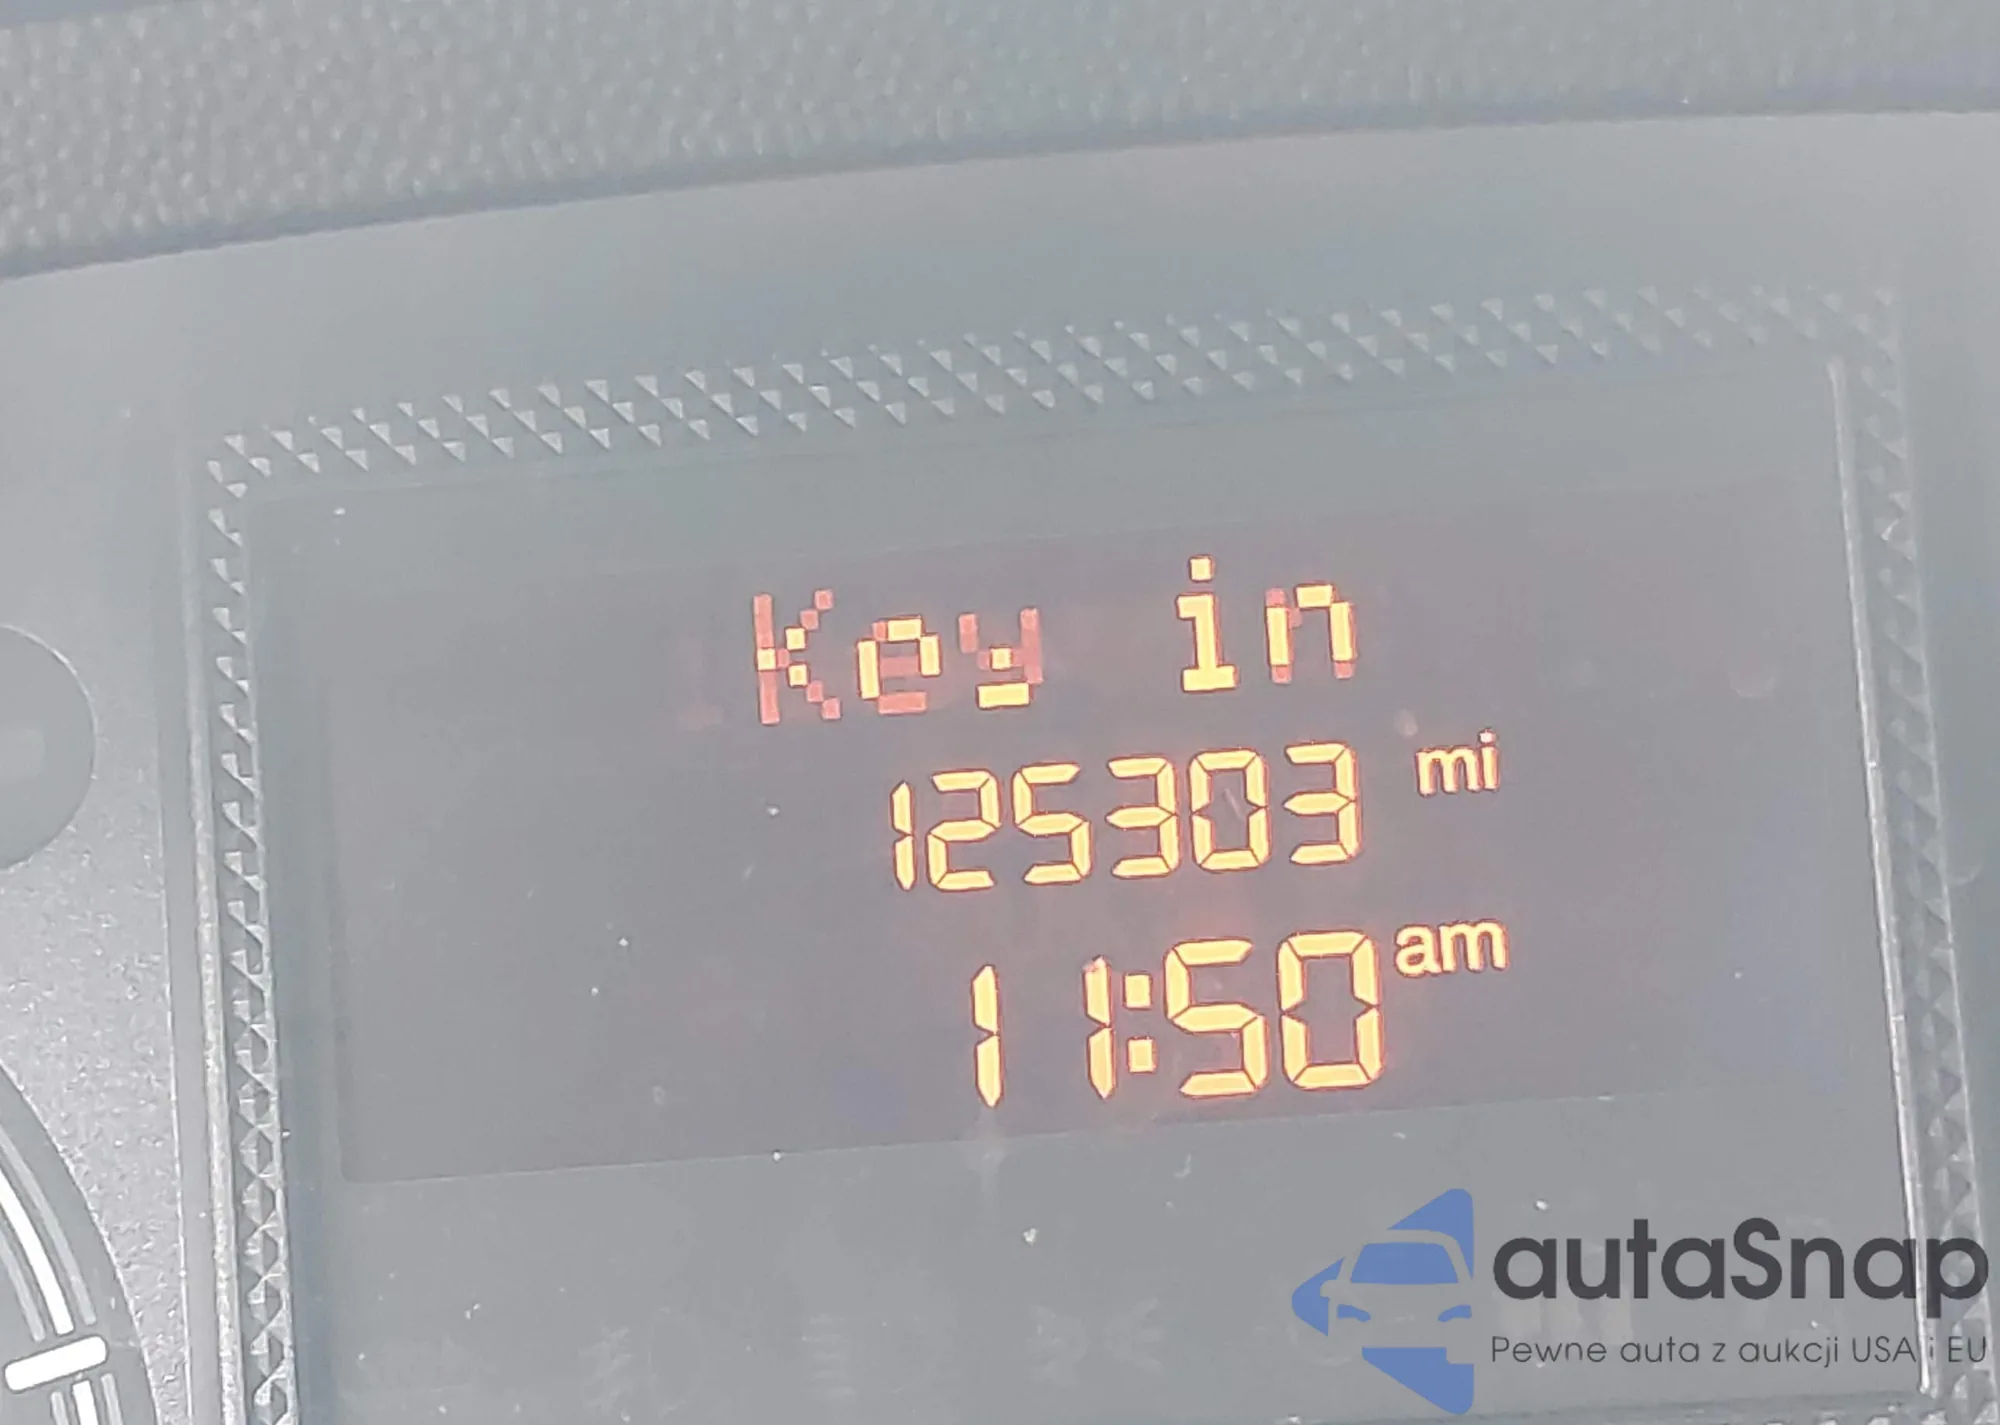 Key in
125303 mi
11:50 am
autaSnap
Pewne auta z aukcji USA i EU